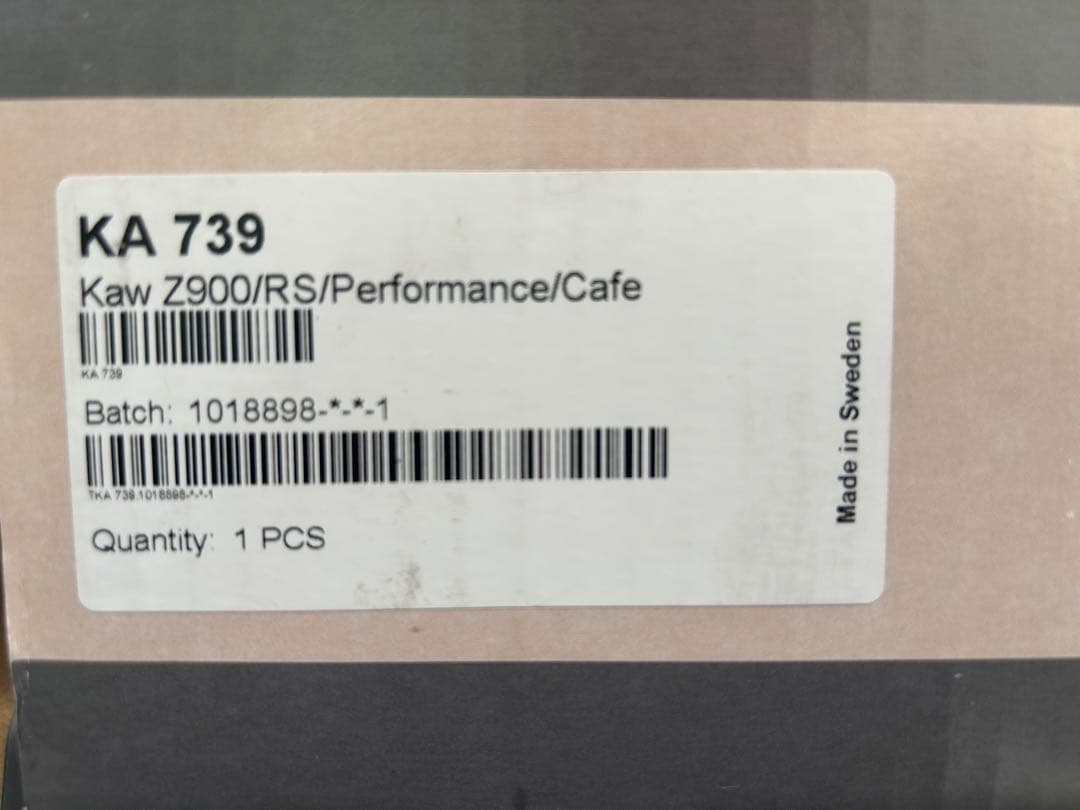 KA 739
Kaw Z900/RS/Performance/Cafe
KA 739
Batch: 1018898-*-*-1
TKA 739.1018898-*-*-1
Quantity: 1 PCS
Made in Sweden